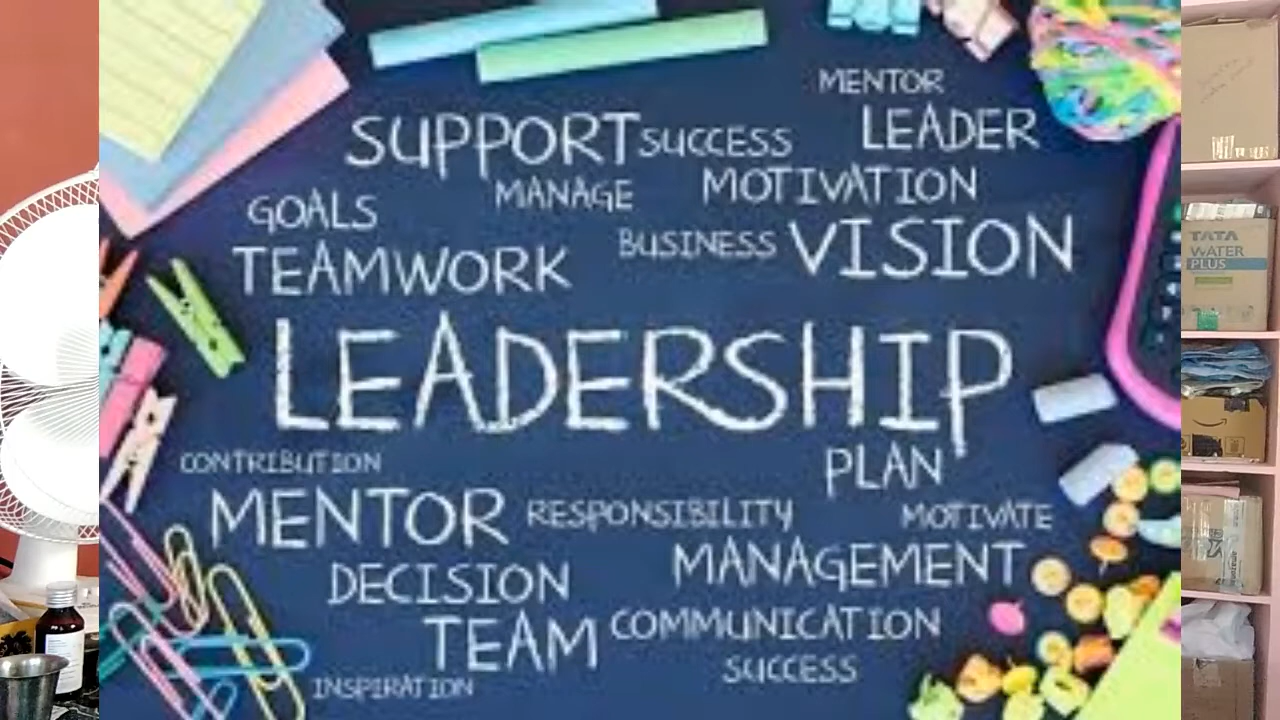 MENTOR
SUPPORT SUCCESS LEADER
MANAGE MOTIVATION
GOALS
BUSINESS VISION
TEAMWORK
LEADERSHIP
CONTRIBUTION PLAN
MENTOR RESPONSIBILITY MOTIVATE
DECISION MANAGEMENT
TEAM COMMUNICATION
SUCCESS
INSPIRATION
TATA
WATER
PLUS